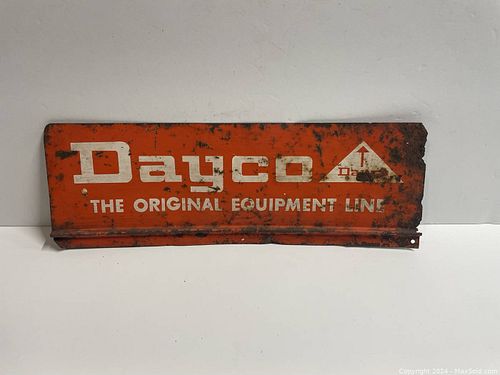 Dayco
THE ORIGINAL EQUIPMENT LINE
Copyright 2024 - MaxSold.com